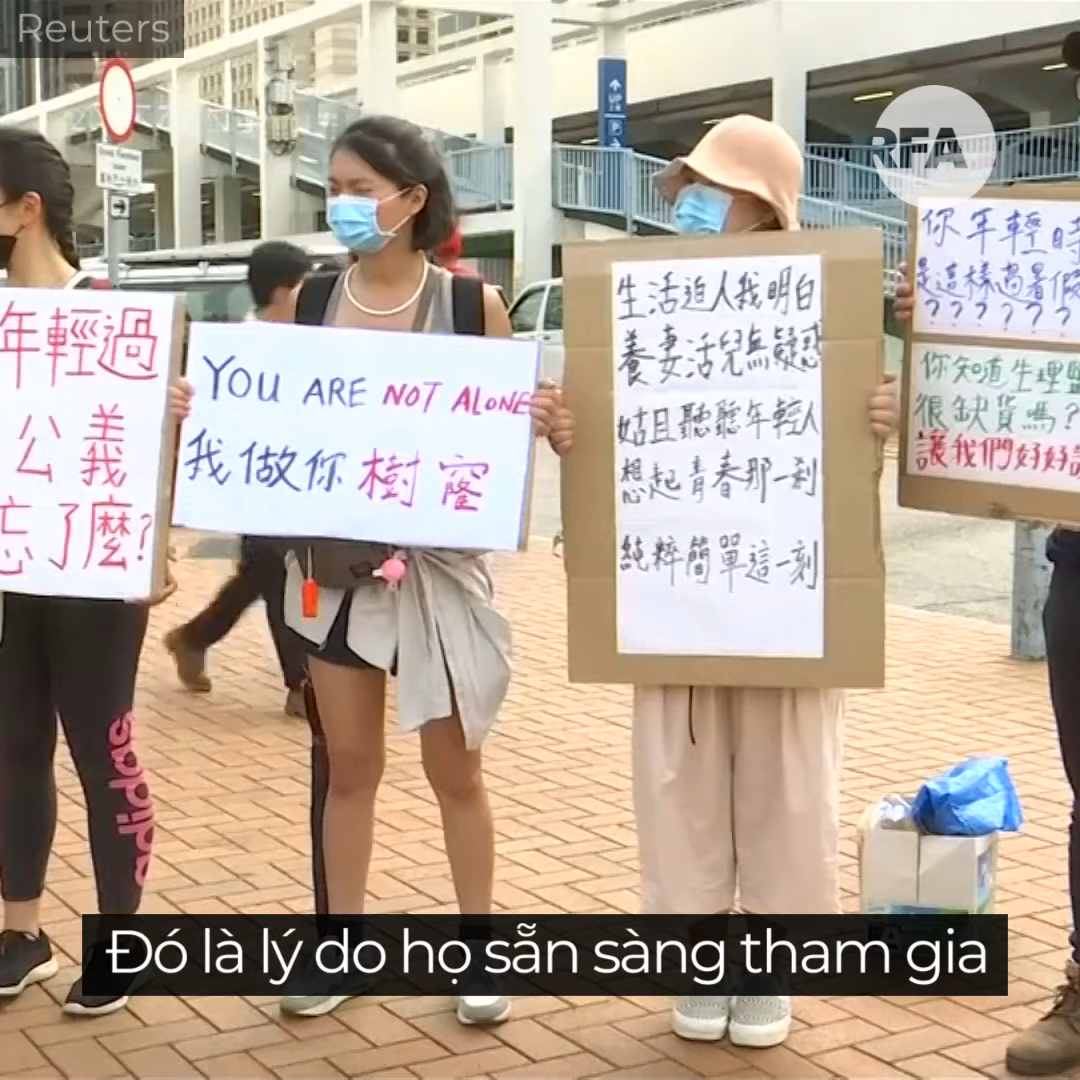 Reuters
RFA
年輕過
公義
忘了麼?
YOU ARE NOT ALONE
我做你樹窿
生活迫人我明白
養妻活兒無疑惑
姑且聽聽年輕人
想起青春那一剎
純粹簡單這一刻
你年輕時
是這樣過暑假
???????
你知道生理鹽
很缺貨嗎?
讓我們好好
adidas
Đó là lý do họ sẵn sàng tham gia